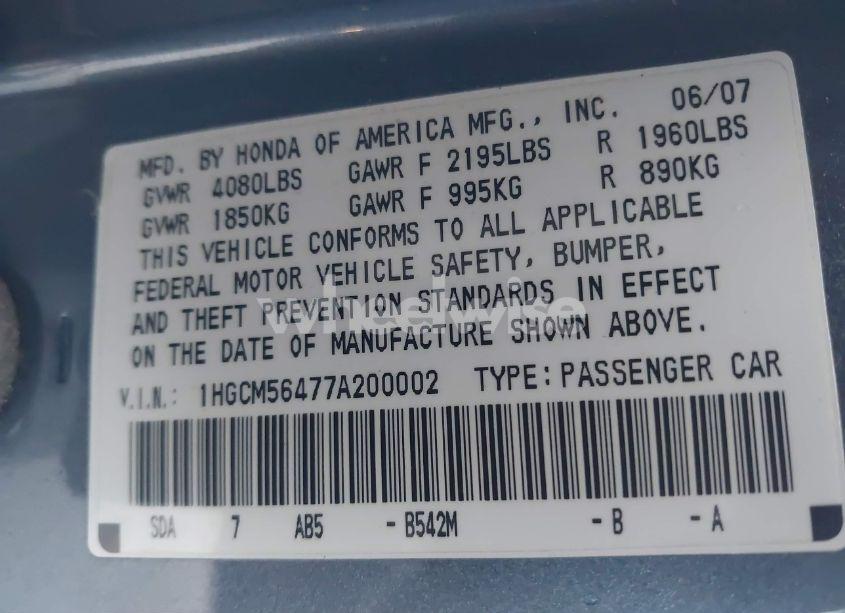 MFD. BY HONDA OF AMERICA MFG., INC. 06/07
GVWR 4080LBS GAWR F 2195LBS R 1960LBS
GVWR 1850KG GAWR F 995KG R 890KG
THIS VEHICLE CONFORMS TO ALL APPLICABLE
FEDERAL MOTOR VEHICLE SAFETY, BUMPER,
AND THEFT PREVENTION STANDARDS IN EFFECT
ON THE DATE OF MANUFACTURE SHOWN ABOVE.
V.I.N.: 1HGCM56477A200002 TYPE: PASSENGER CAR
SDA 7 AB5 - B542M - B - A
wheelwise